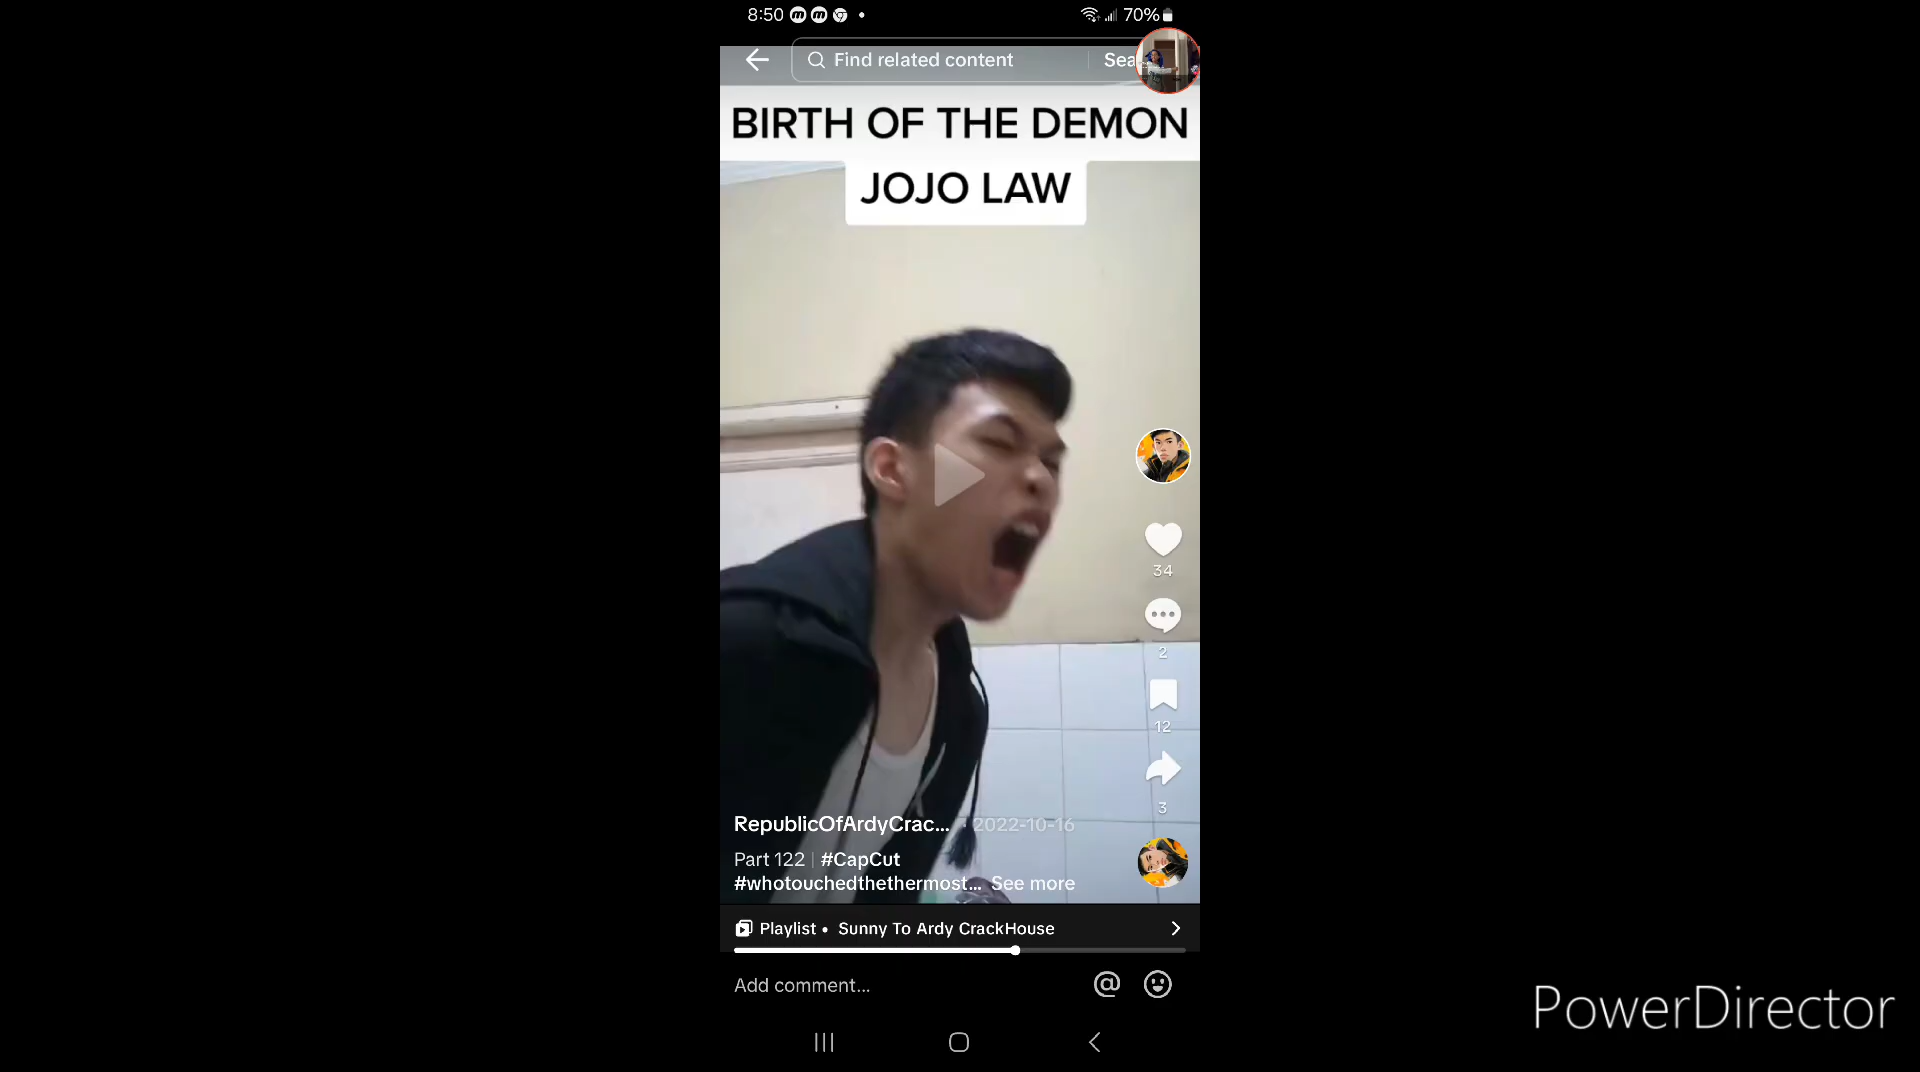 8:50
70%
Find related content
Sea
BIRTH OF THE DEMON
JOJO LAW
34
2
12
3
RepublicOfArdyCrac... 2022-10-16
Part 122 | #CapCut
#whotouchedthethermost... See more
Playlist • Sunny To Ardy CrackHouse
Add comment...
PowerDirector